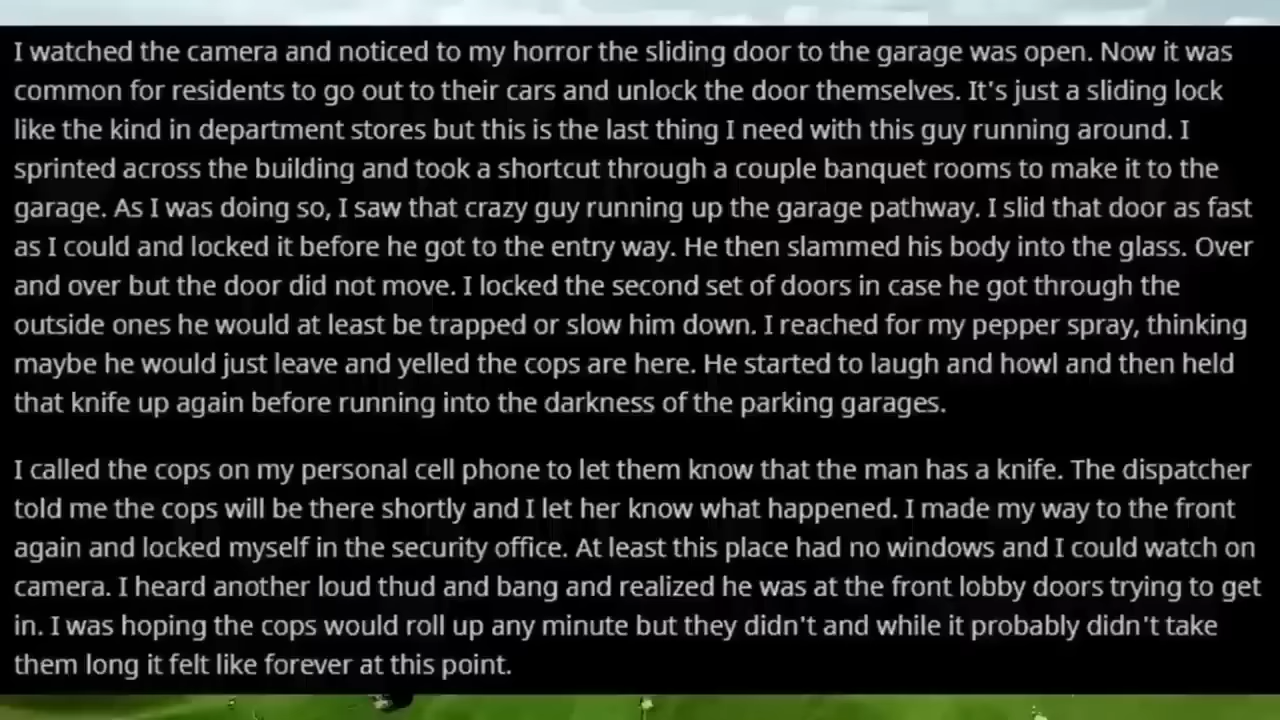 I watched the camera and noticed to my horror the sliding door to the garage was open. Now it was
common for residents to go out to their cars and unlock the door themselves. It's just a sliding lock
like the kind in department stores but this is the last thing I need with this guy running around. I
sprinted across the building and took a shortcut through a couple banquet rooms to make it to the
garage. As I was doing so, I saw that crazy guy running up the garage pathway. I slid that door as fast
as I could and locked it before he got to the entry way. He then slammed his body into the glass. Over
and over but the door did not move. I locked the second set of doors in case he got through the
outside ones he would at least be trapped or slow him down. I reached for my pepper spray, thinking
maybe he would just leave and yelled the cops are here. He started to laugh and howl and then held
that knife up again before running into the darkness of the parking garages.
I called the cops on my personal cell phone to let them know that the man has a knife. The dispatcher
told me the cops will be there shortly and I let her know what happened. I made my way to the front
again and locked myself in the security office. At least this place had no windows and I could watch on
camera. I heard another loud thud and bang and realized he was at the front lobby doors trying to get
in. I was hoping the cops would roll up any minute but they didn't and while it probably didn't take
them long it felt like forever at this point.